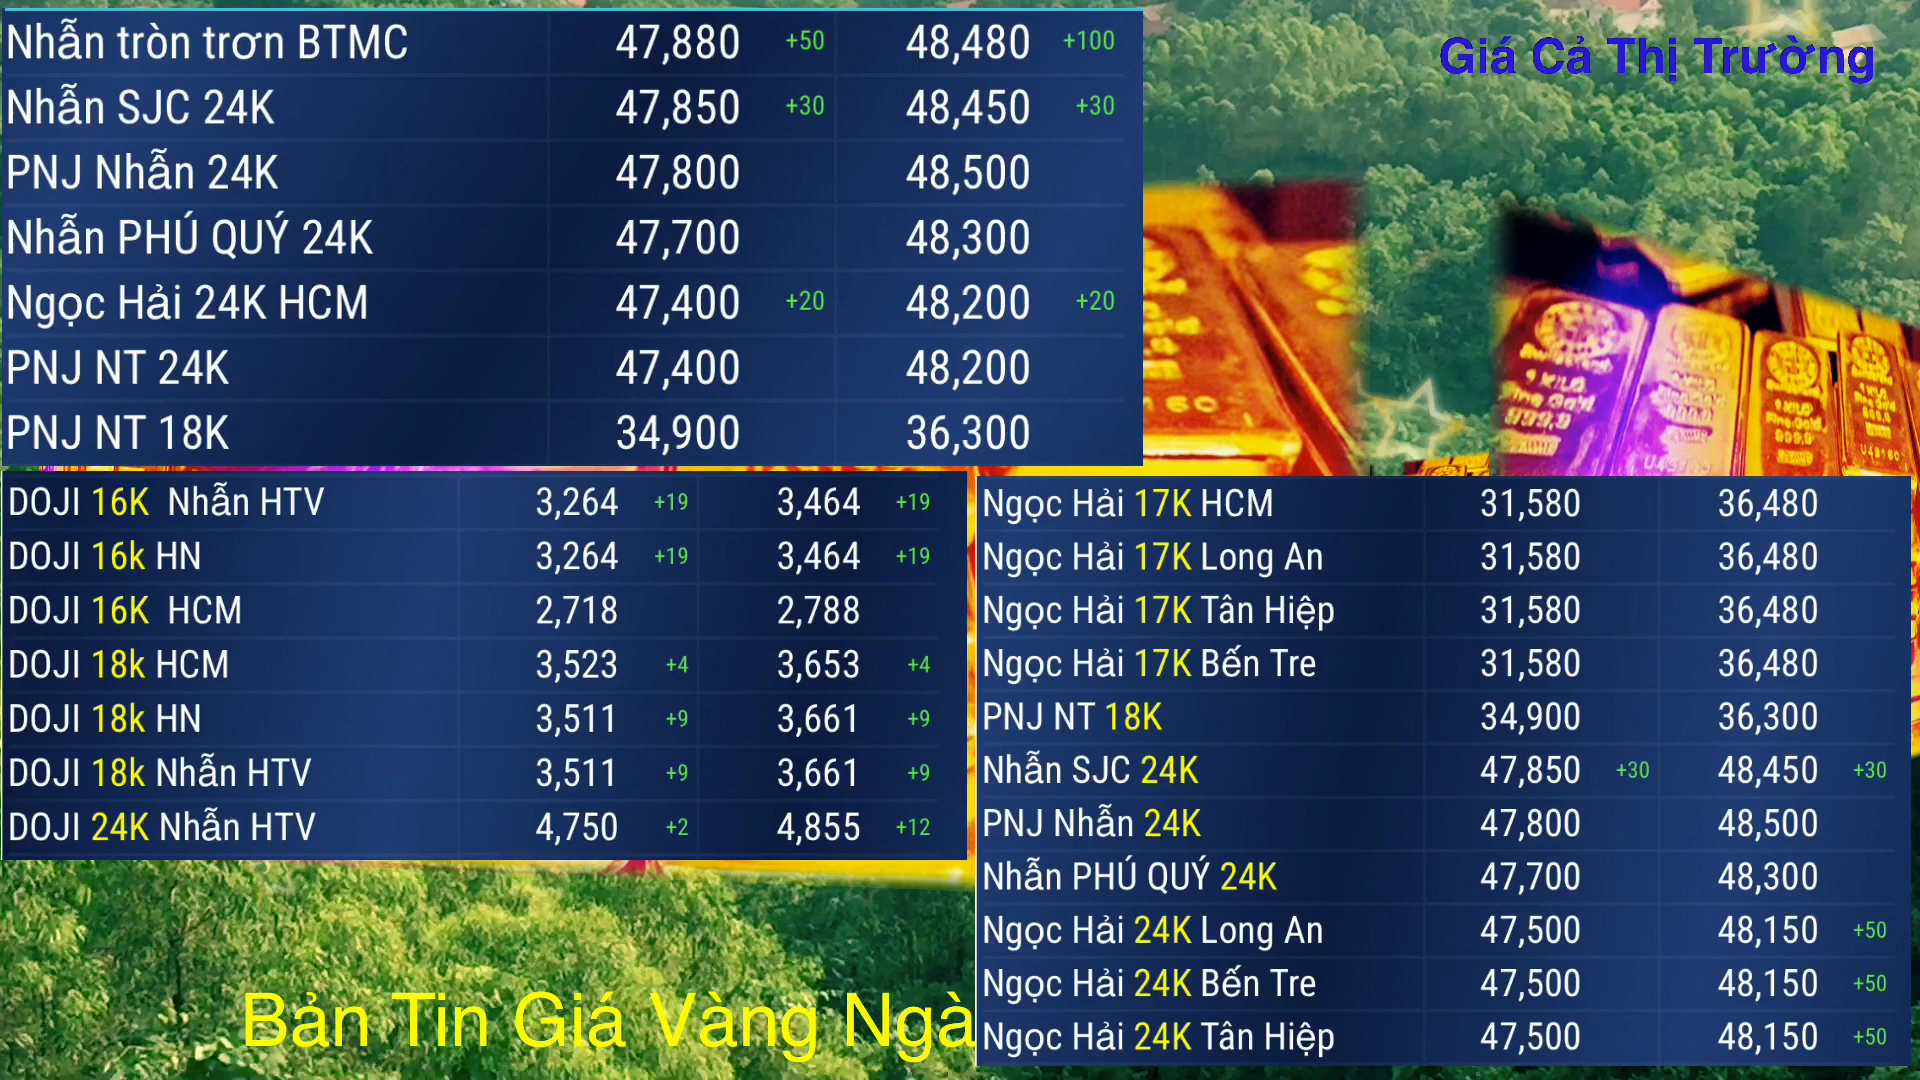 Giá Cả Thị Trường
Nhẫn tròn trơn BTMC 47,880 +50 48,480 +100
Nhẫn SJC 24K 47,850 +30 48,450 +30
PNJ Nhẫn 24K 47,800 48,500
Nhẫn PHÚ QUÝ 24K 47,700 48,300
Ngọc Hải 24K HCM 47,400 +20 48,200 +20
PNJ NT 24K 47,400 48,200
PNJ NT 18K 34,900 36,300
DOJI 16K Nhẫn HTV 3,264 +19 3,464 +19
DOJI 16k HN 3,264 +19 3,464 +19
DOJI 16K HCM 2,718 2,788
DOJI 18k HCM 3,523 +4 3,653 +4
DOJI 18k HN 3,511 +9 3,661 +9
DOJI 18k Nhẫn HTV 3,511 +9 3,661 +9
DOJI 24K Nhẫn HTV 4,750 +2 4,855 +12
Ngọc Hải 17K HCM 31,580 36,480
Ngọc Hải 17K Long An 31,580 36,480
Ngọc Hải 17K Tân Hiệp 31,580 36,480
Ngọc Hải 17K Bến Tre 31,580 36,480
PNJ NT 18K 34,900 36,300
Nhẫn SJC 24K 47,850 +30 48,450 +30
PNJ Nhẫn 24K 47,800 48,500
Nhẫn PHÚ QUÝ 24K 47,700 48,300
Ngọc Hải 24K Long An 47,500 48,150 +50
Ngọc Hải 24K Bến Tre 47,500 48,150 +50
Ngọc Hải 24K Tân Hiệp 47,500 48,150 +50
Bản Tin Giá Vàng Ngà